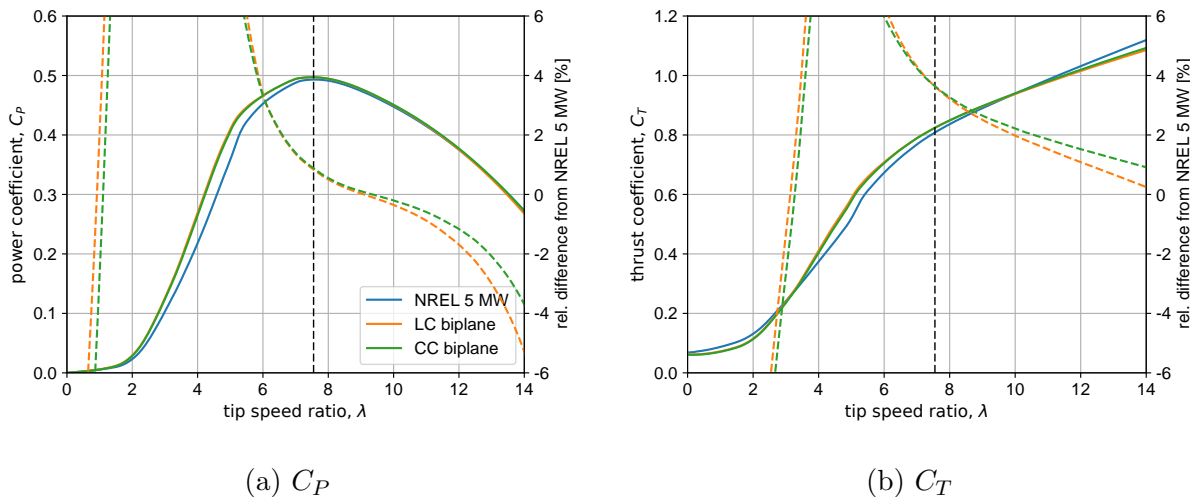 0.6
0.5
0.4
0.3
0.2
0.1
0.0
power coefficient, C_P
0 2 4 6 8 10 12 14
tip speed ratio, λ
6
4
2
0
-2
-4
-6
rel. difference from NREL 5 MW [%]
NREL 5 MW
LC biplane
CC biplane
(a) C_P
1.2
1.0
0.8
0.6
0.4
0.2
0.0
thrust coefficient, C_T
0 2 4 6 8 10 12 14
tip speed ratio, λ
6
4
2
0
-2
-4
-6
rel. difference from NREL 5 MW [%]
(b) C_T